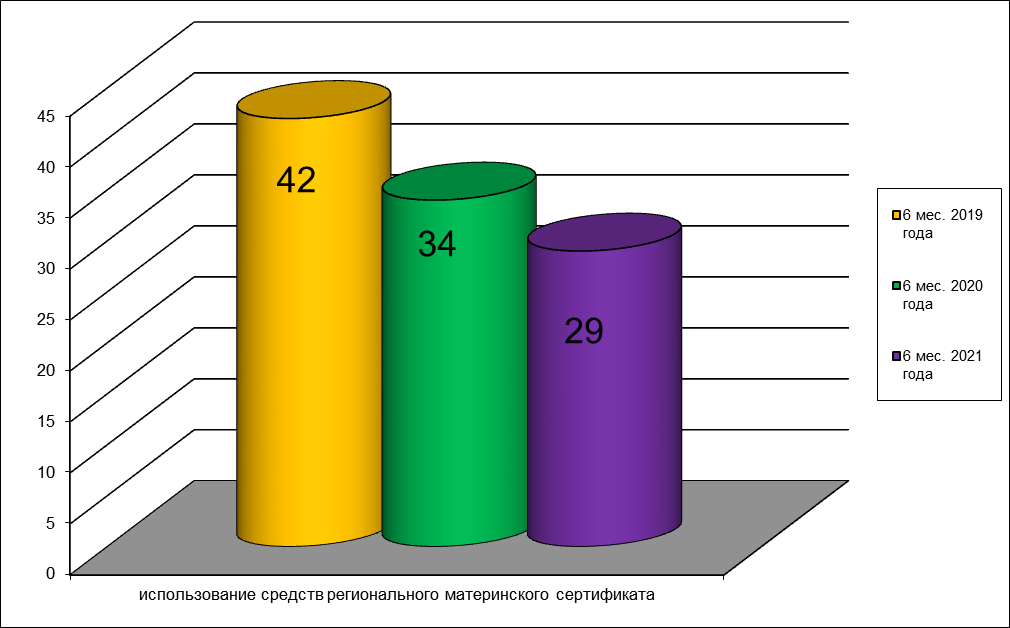 45
40
35
30
25
20
15
10
5
0
42
34
29
использование средств регионального материнского сертификата
6 мес. 2019
года
6 мес. 2020
года
6 мес. 2021
года